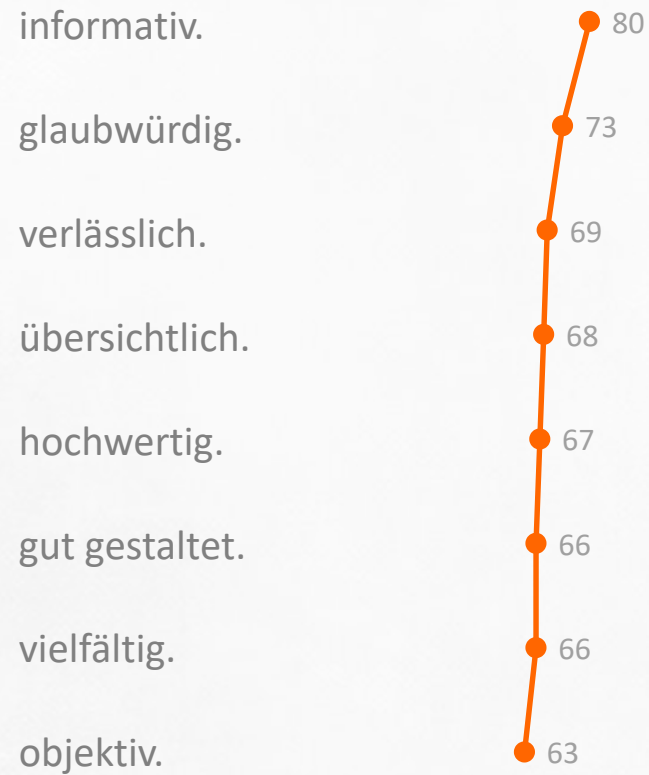 informativ. 80
glaubwürdig. 73
verlässlich. 69
übersichtlich. 68
hochwertig. 67
gut gestaltet. 66
vielfältig. 66
objektiv. 63